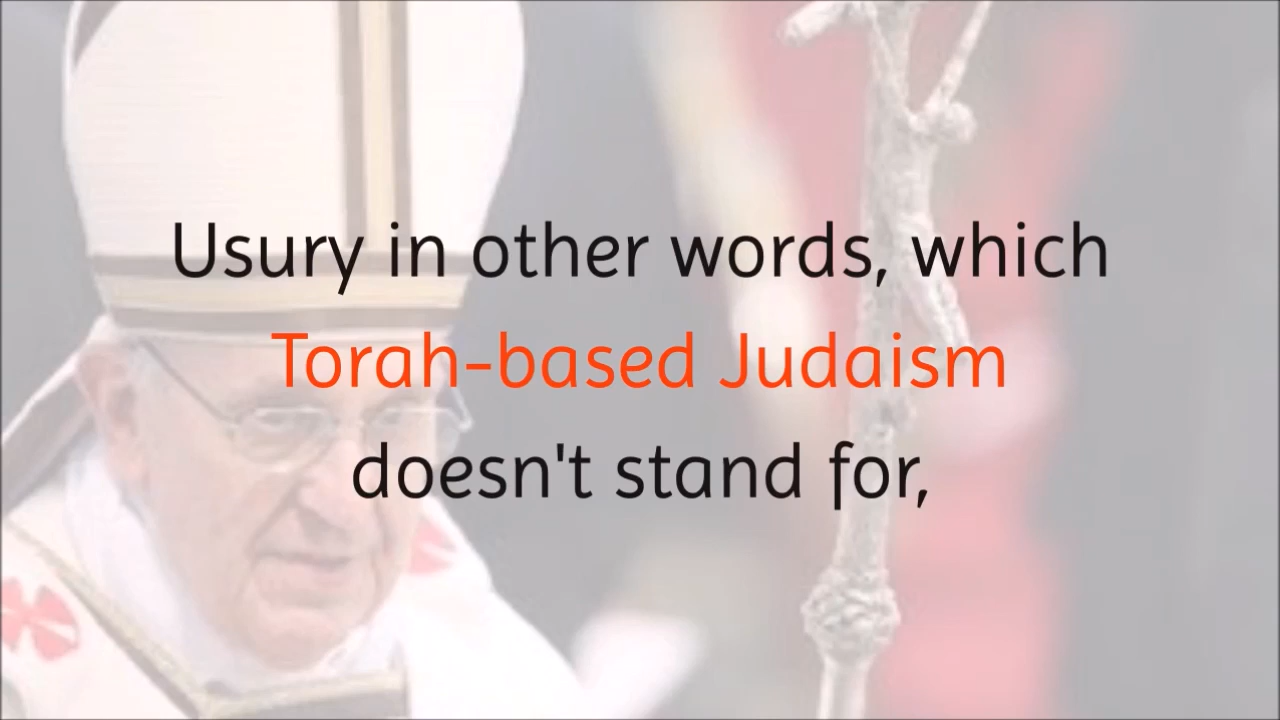 Usury in other words, which
Torah-based Judaism
doesn't stand for,